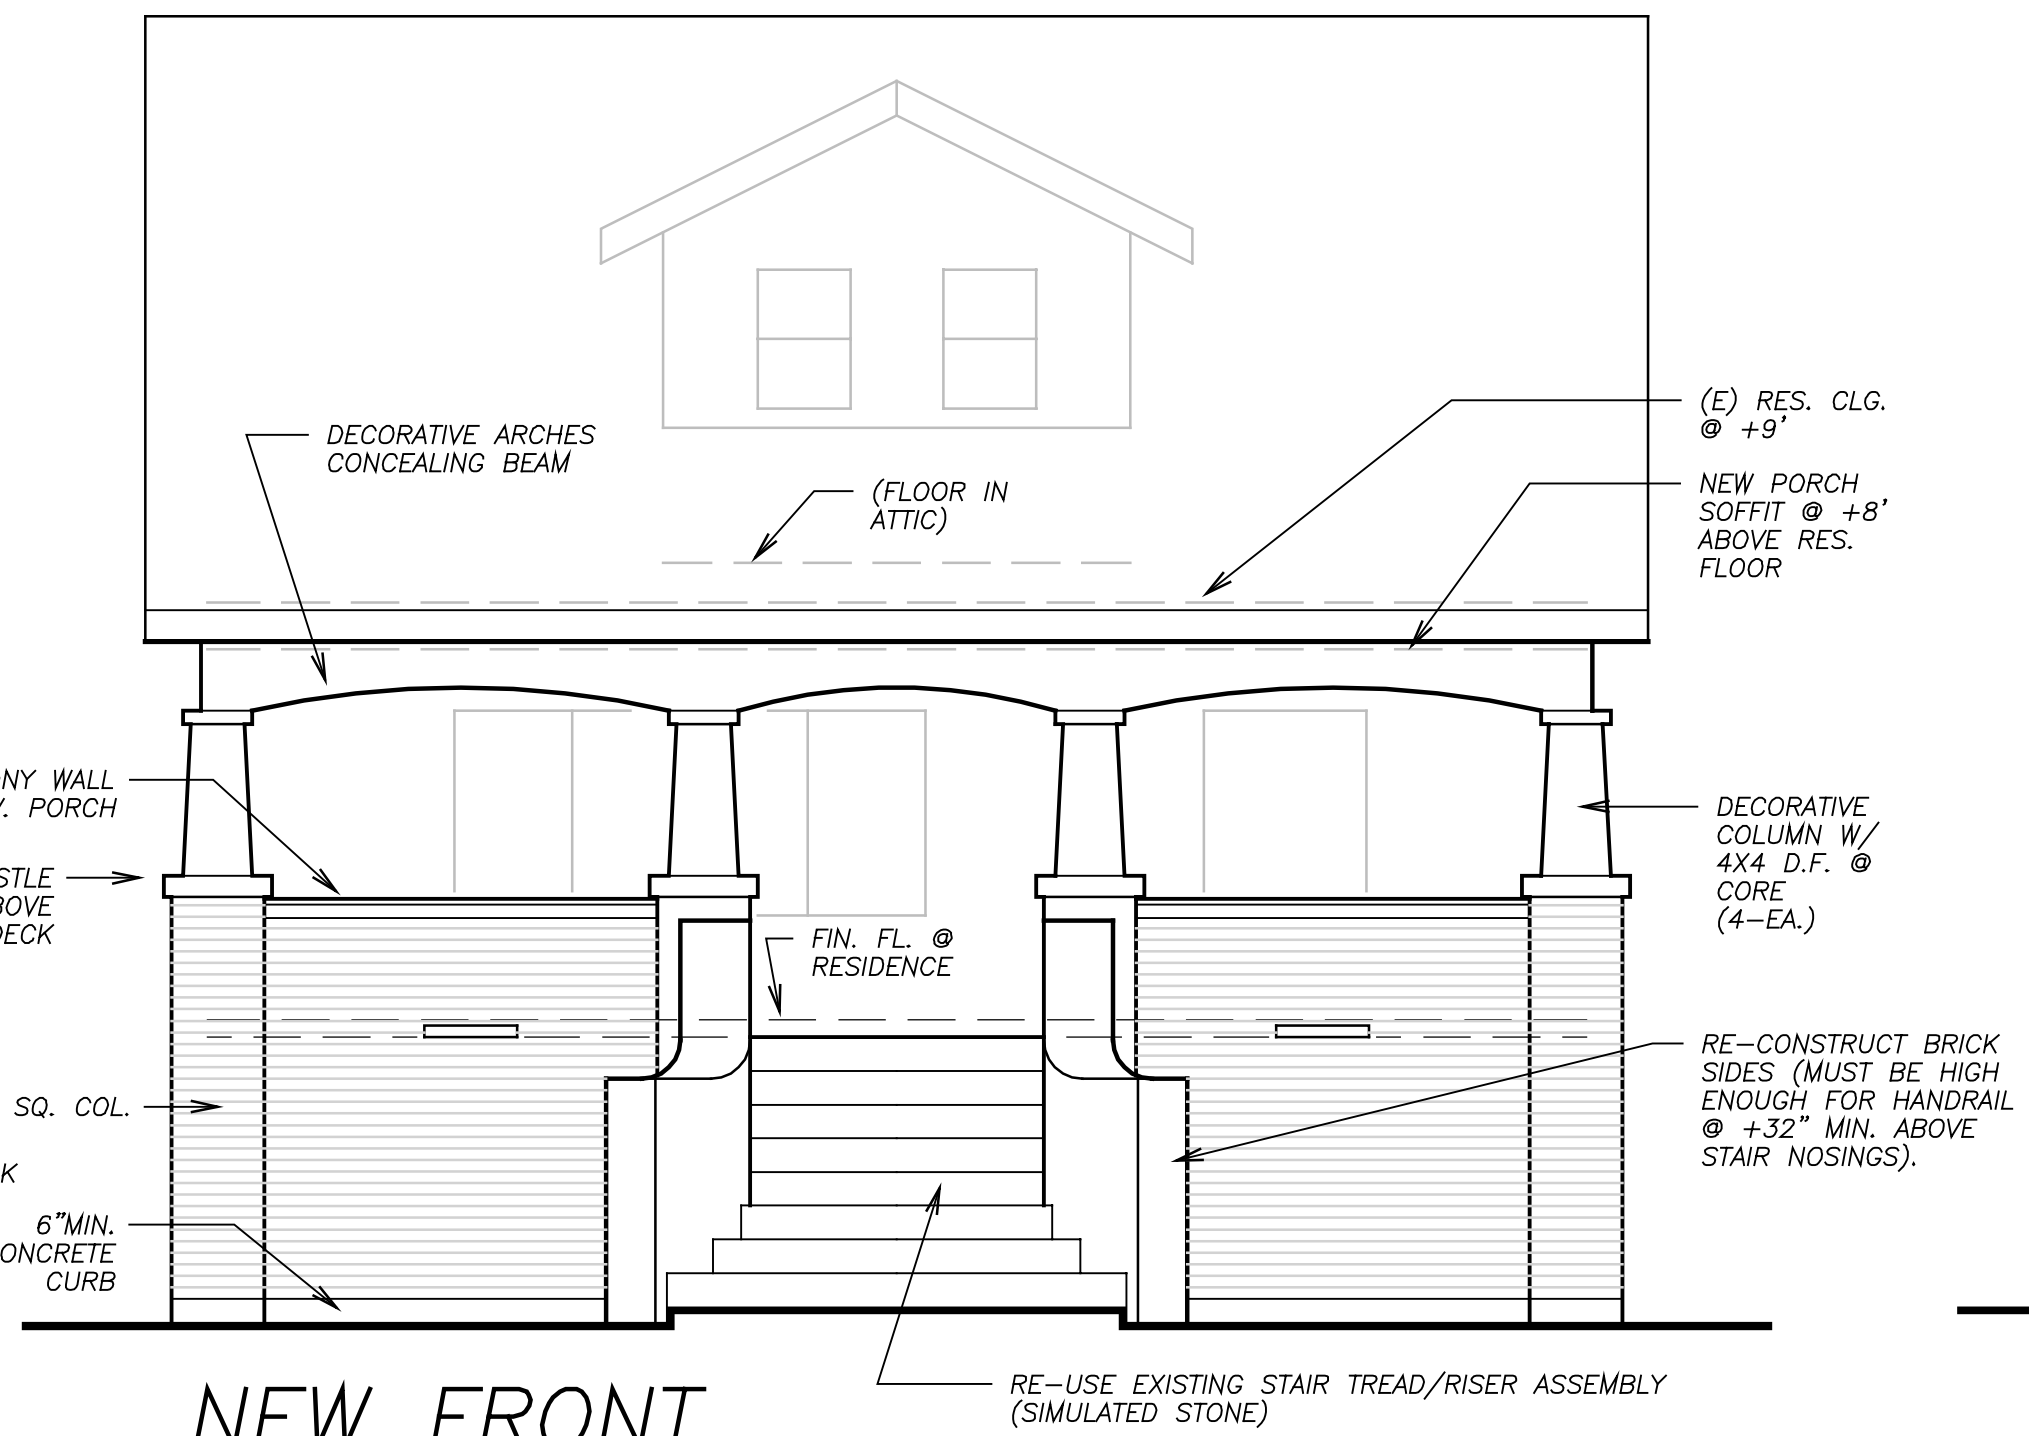 DECORATIVE ARCHES
CONCEALING BEAM
(FLOOR IN
ATTIC)
(E) RES. CLG.
@ +9'
NEW PORCH
SOFFIT @ +8'
ABOVE RES.
FLOOR
WALL
PORCH
DECORATIVE
COLUMN W/
4X4 D.F. @
CORE
(4-EA.)
DECK
FIN. FL. @
RESIDENCE
RE-CONSTRUCT BRICK
SIDES (MUST BE HIGH
ENOUGH FOR HANDRAIL
@ +32" MIN. ABOVE
STAIR NOSINGS).
SQ. COL.
6"MIN.
ONCRETE
CURB
RE-USE EXISTING STAIR TREAD/RISER ASSEMBLY
(SIMULATED STONE)
NEW FRONT